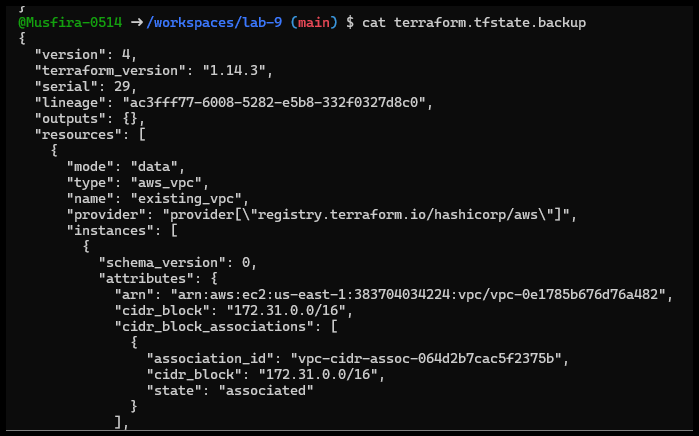 }
@Musfira-0514 → /workspaces/lab-9 (main) $ cat terraform.tfstate.backup
{
  "version": 4,
  "terraform_version": "1.14.3",
  "serial": 29,
  "lineage": "ac3fff77-6008-5282-e5b8-332f0327d8c0",
  "outputs": {},
  "resources": [
    {
      "mode": "data",
      "type": "aws_vpc",
      "name": "existing_vpc",
      "provider": "provider[\"registry.terraform.io/hashicorp/aws\"]",
      "instances": [
        {
          "schema_version": 0,
          "attributes": {
            "arn": "arn:aws:ec2:us-east-1:383704034224:vpc/vpc-0e1785b676d76a482",
            "cidr_block": "172.31.0.0/16",
            "cidr_block_associations": [
              {
                "association_id": "vpc-cidr-assoc-064d2b7cac5f2375b",
                "cidr_block": "172.31.0.0/16",
                "state": "associated"
              }
            ],